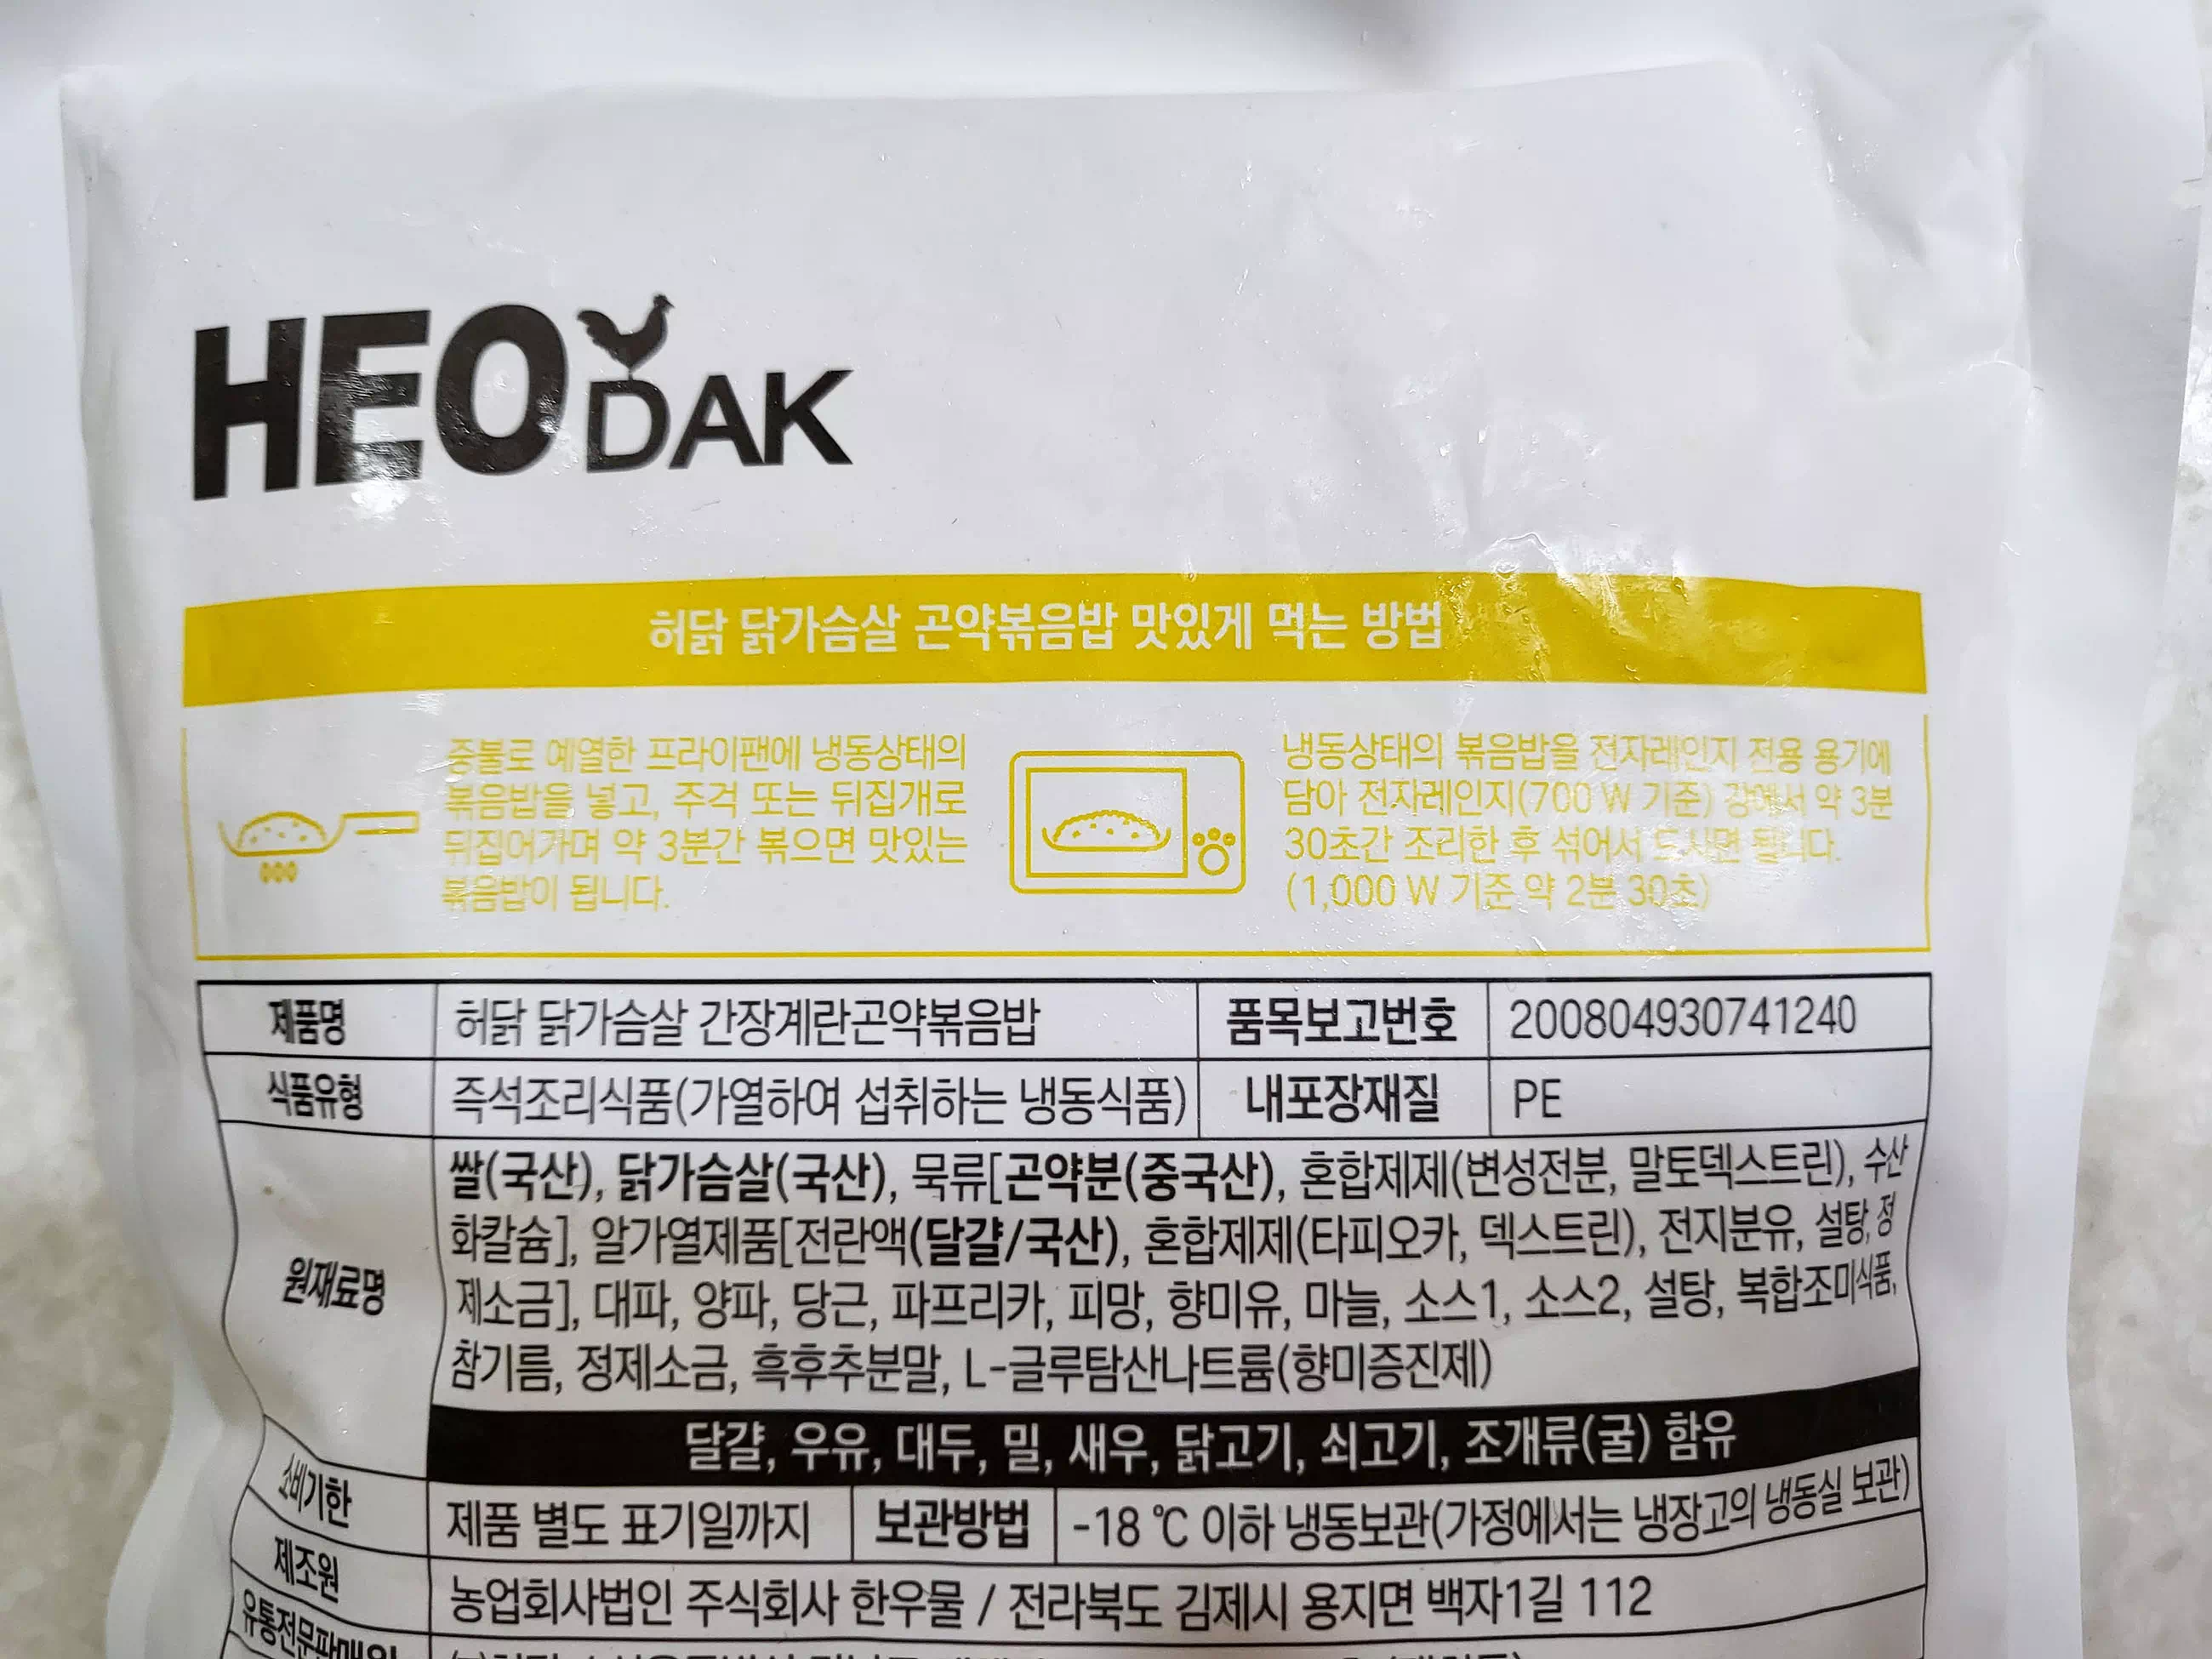 HEODAK
허닭 닭가슴살 곤약볶음밥 맛있게 먹는 방법
중불로 예열한 프라이팬에 냉동상태의
볶음밥을 넣고, 주걱 또는 뒤집개로
뒤집어가며 약 3분간 볶으면 맛있는
볶음밥이 됩니다.
냉동상태의 볶음밥을 전자레인지 전용 용기에
담아 전자레인지(700 W 기준) 강에서 약 3분
30초간 조리한 후 섞어서 드시면 됩니다.
(1,000 W 기준 약 2분 30초)
제품명 허닭 닭가슴살 간장계란곤약볶음밥 품목보고번호 200804930741240
식품유형 즉석조리식품(가열하여 섭취하는 냉동식품) 내포장재질 PE
원재료명
쌀(국산), 닭가슴살(국산), 묵류[곤약분(중국산), 혼합제제(변성전분, 말토덱스트린), 수산
화칼슘], 알가열제품[전란액(달걀/국산), 혼합제제(타피오카, 덱스트린), 전지분유, 설탕, 정
제소금], 대파, 양파, 당근, 파프리카, 피망, 향미유, 마늘, 소스1, 소스2, 설탕, 복합조미식품,
참기름, 정제소금, 흑후추분말, L-글루탐산나트륨(향미증진제)
달걀, 우유, 대두, 밀, 새우, 닭고기, 쇠고기, 조개류(굴) 함유
소비기한 제품 별도 표기일까지 보관방법 -18 ℃ 이하 냉동보관(가정에서는 냉장고의 냉동실 보관)
제조원 농업회사법인 주식회사 한우물 / 전라북도 김제시 용지면 백자1길 112
유통전문판매원